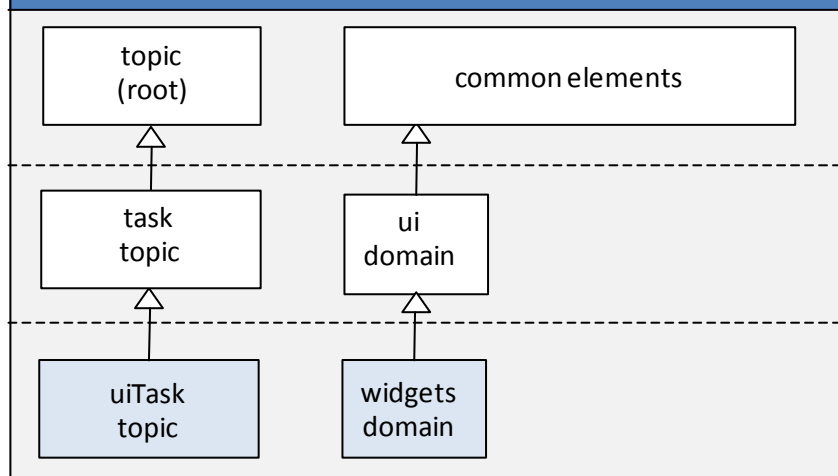 topic
(root)
common elements
task
topic
ui
domain
uiTask
topic
widgets
domain